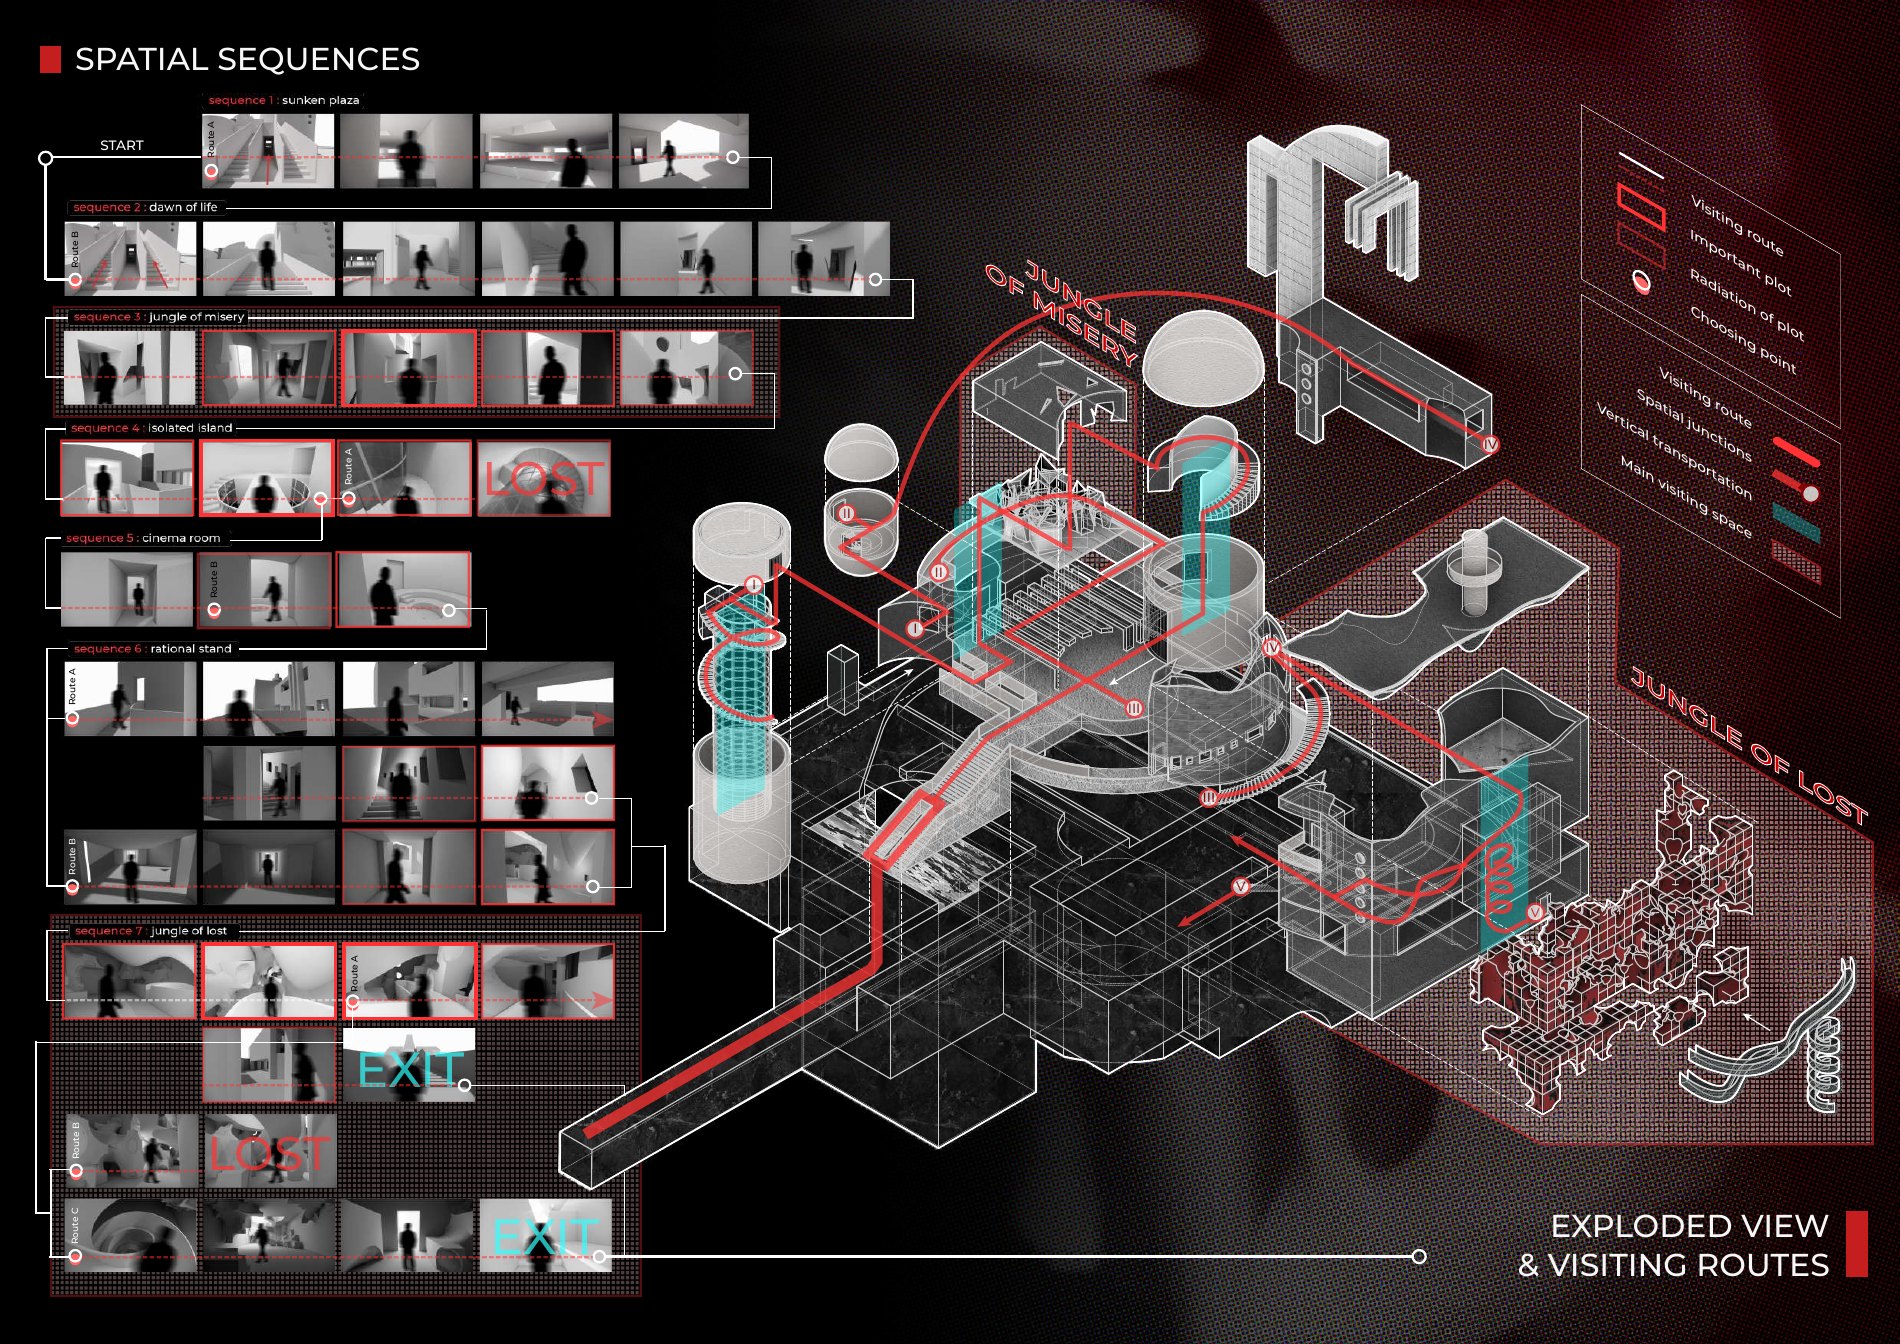 SPATIAL SEQUENCES
sequence 1 : sunken plaza
START
Route A
sequence 2 : dawn of life
Route B
sequence 3 : jungle of misery
sequence 4 : isolated island
Route A
LOST
sequence 5 : cinema room
Route B
sequence 6 : rational stand
Route A
Route B
sequence 7 : jungle of lost
Route A
EXIT
Route B
LOST
Route C
EXIT
JUNGLE
OF MISERY
II
I
II
I
III
III
IV
IV
V
V
JUNGLE OF LOST
Visiting route
Important plot
Radiation of plot
Choosing point
Visiting route
Spatial junctions
Vertical transportation
Main visiting space
EXPLODED VIEW
& VISITING ROUTES